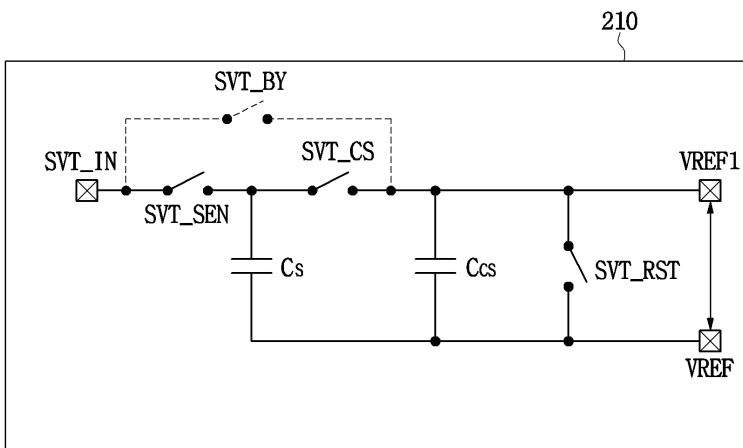 210
SVT_BY
SVT_IN
SVT_CS
VREF1
SVT_SEN
Cs
Ccs
SVT_RST
VREF